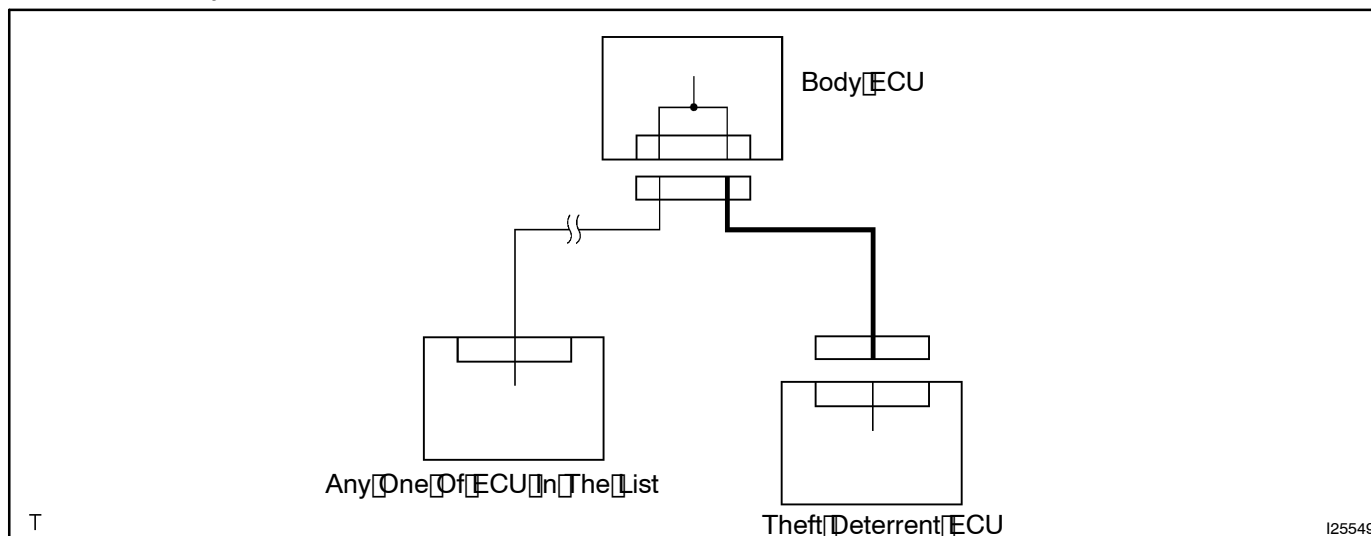 Body ECU
Any One Of ECU In The List
Theft Deterrent ECU
T
I25549